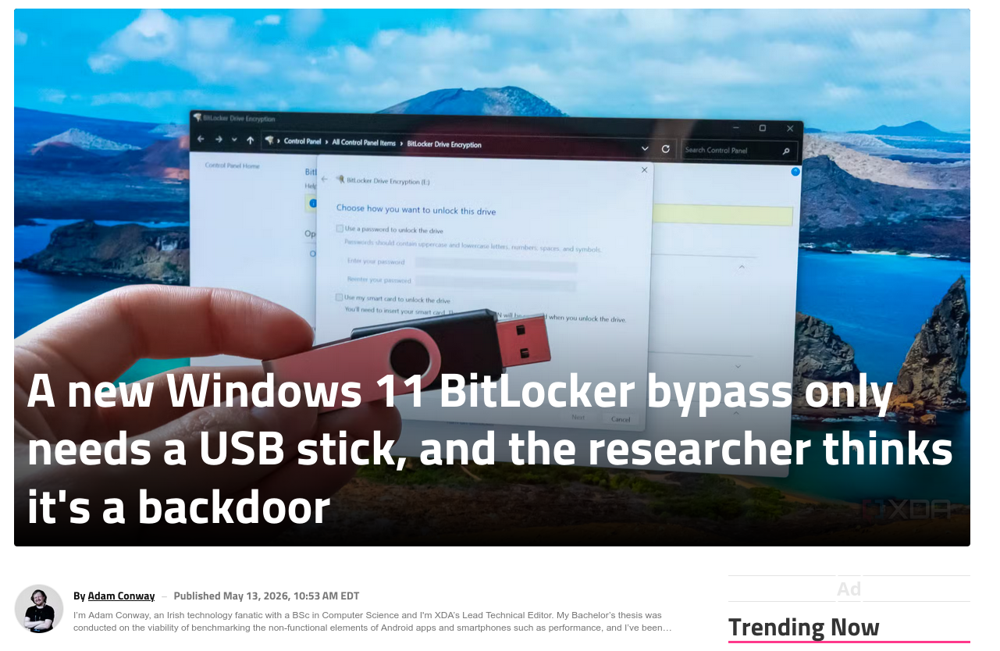 BitLocker Drive Encryption
Control Panel › All Control Panel Items › BitLocker Drive Encryption
Search Control Panel
Control Panel Home
BitLocker Drive Encryption (E:)
Choose how you want to unlock this drive
Use a password to unlock the drive
Passwords should contain uppercase and lowercase letters, numbers, spaces, and symbols.
Enter your password
Reenter your password
Use my smart card to unlock the drive
You'll need to insert your smart card. when you unlock the drive.
Next Cancel
A new Windows 11 BitLocker bypass only
needs a USB stick, and the researcher thinks
it's a backdoor
XDA
By Adam Conway – Published May 13, 2026, 10:53 AM EDT
I'm Adam Conway, an Irish technology fanatic with a BSc in Computer Science and I'm XDA's Lead Technical Editor. My Bachelor's thesis was
conducted on the viability of benchmarking the non-functional elements of Android apps and smartphones such as performance, and I've been…
Ad
Trending Now